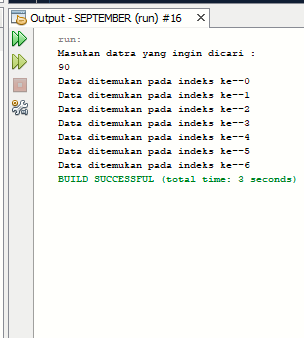 Output - SEPTEMBER (run) #16
run:
Masukan datra yang ingin dicari :
90
Data ditemukan pada indeks ke--0
Data ditemukan pada indeks ke--1
Data ditemukan pada indeks ke--2
Data ditemukan pada indeks ke--3
Data ditemukan pada indeks ke--4
Data ditemukan pada indeks ke--5
Data ditemukan pada indeks ke--6
BUILD SUCCESSFUL (total time: 3 seconds)